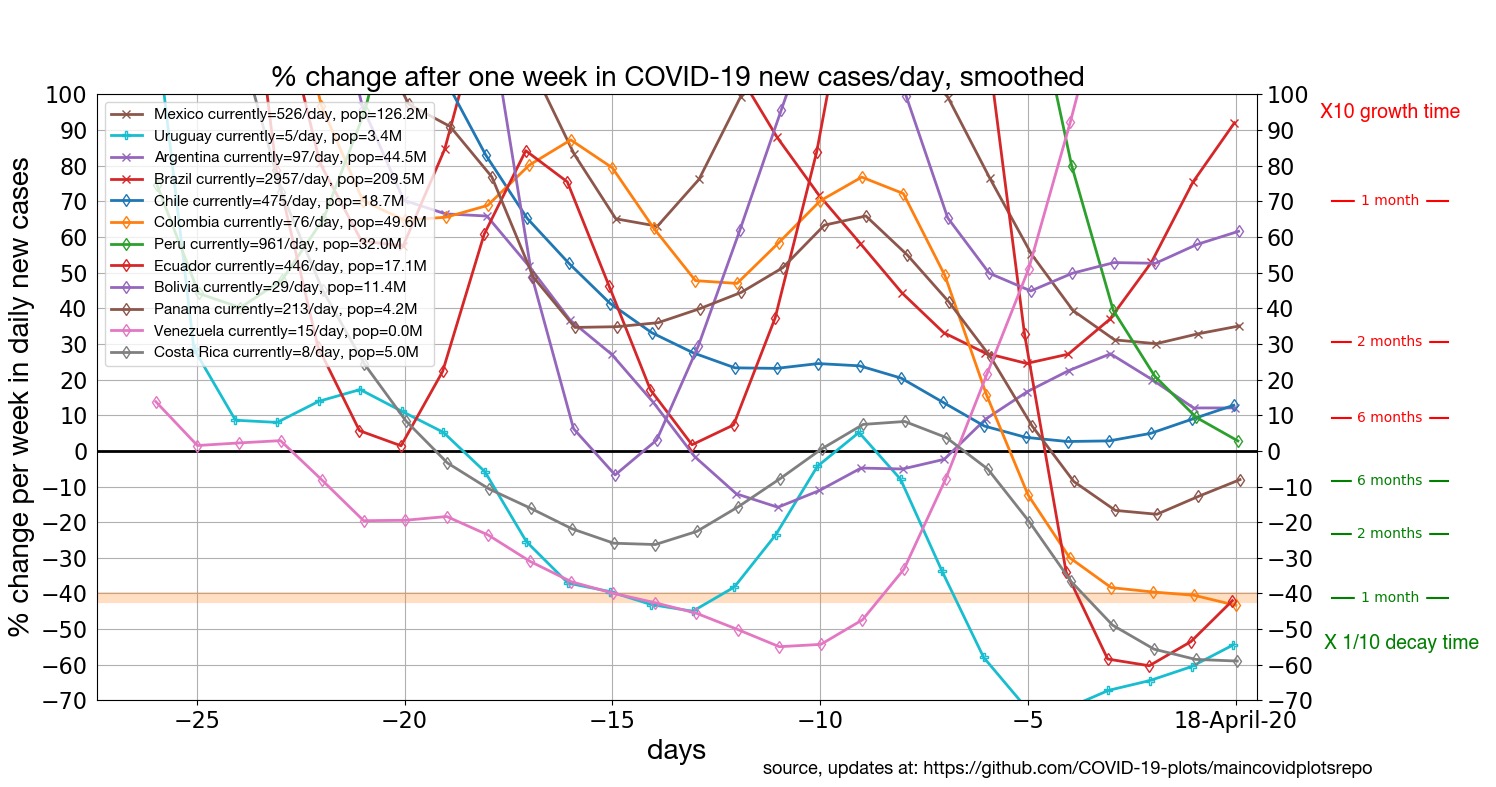 % change after one week in COVID-19 new cases/day, smoothed
% change per week in daily new cases
100
90
80
70
60
50
40
30
20
10
0
−10
−20
−30
−40
−50
−60
−70
Mexico currently=526/day, pop=126.2M
Uruguay currently=5/day, pop=3.4M
Argentina currently=97/day, pop=44.5M
Brazil currently=2957/day, pop=209.5M
Chile currently=475/day, pop=18.7M
Colombia currently=76/day, pop=49.6M
Peru currently=961/day, pop=32.0M
Ecuador currently=446/day, pop=17.1M
Bolivia currently=29/day, pop=11.4M
Panama currently=213/day, pop=4.2M
Venezuela currently=15/day, pop=0.0M
Costa Rica currently=8/day, pop=5.0M
100
90
80
70
60
50
40
30
20
10
0
−10
−20
−30
−40
−50
−60
−70
X10 growth time
1 month
2 months
6 months
6 months
2 months
1 month
X 1/10 decay time
−25 −20 −15 −10 −5 18-April-20
days
source, updates at: https://github.com/COVID-19-plots/maincovidplotsrepo